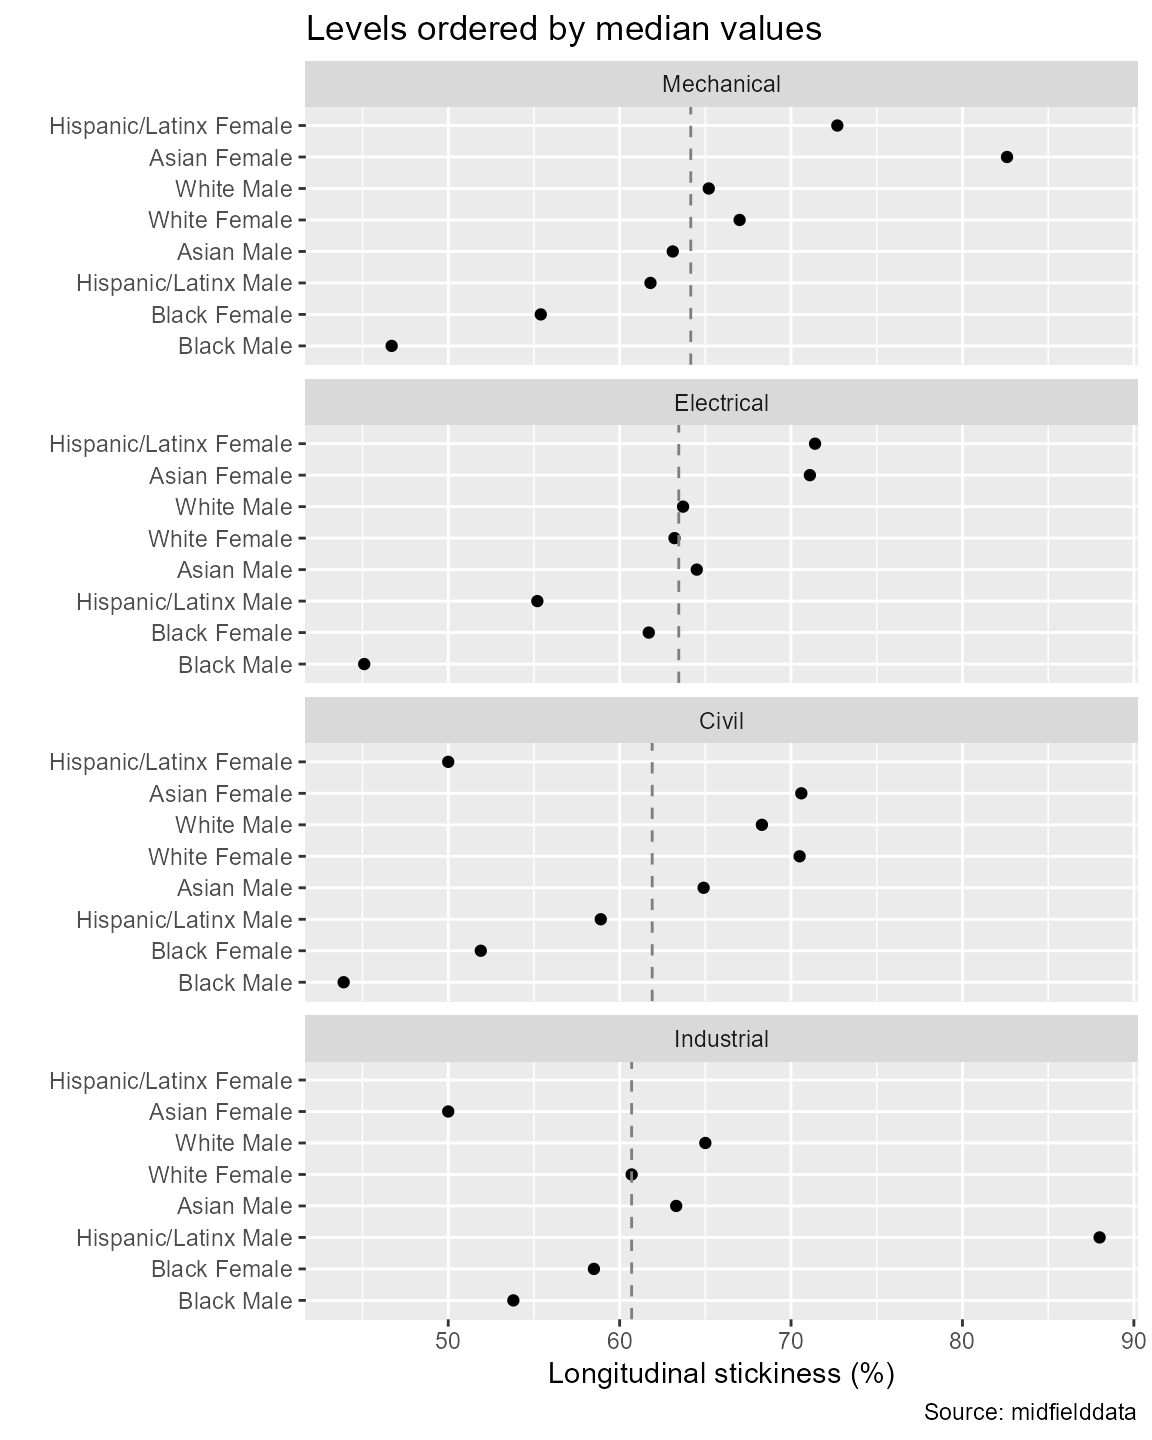 Levels ordered by median values
Mechanical
Hispanic/Latinx Female
Asian Female
White Male
White Female
Asian Male
Hispanic/Latinx Male
Black Female
Black Male
Electrical
Hispanic/Latinx Female
Asian Female
White Male
White Female
Asian Male
Hispanic/Latinx Male
Black Female
Black Male
Civil
Hispanic/Latinx Female
Asian Female
White Male
White Female
Asian Male
Hispanic/Latinx Male
Black Female
Black Male
Industrial
Hispanic/Latinx Female
Asian Female
White Male
White Female
Asian Male
Hispanic/Latinx Male
Black Female
Black Male
50 60 70 80 90
Longitudinal stickiness (%)
Source: midfielddata